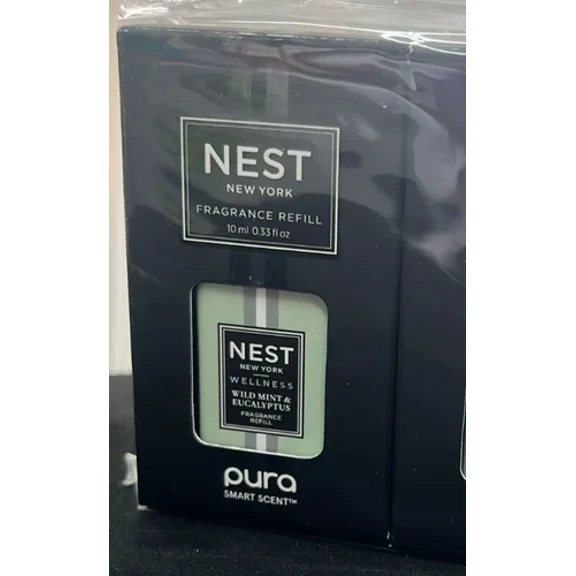 NEST
NEW YORK
FRAGRANCE REFILL
10 ml 0.33 fl oz
NEST
NEW YORK
WELLNESS
WILD MINT &
EUCALYPTUS
FRAGRANCE
REFILL
pura
SMART SCENT™